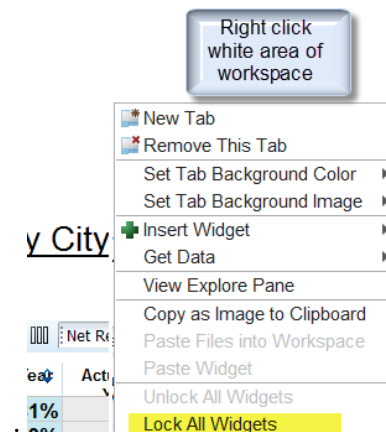 Right click
white area of
workspace
New Tab
Remove This Tab
Set Tab Background Color
Set Tab Background Image
y City
Insert Widget
Get Data
View Explore Pane
Copy as Image to Clipboard
Net Re
Paste Files into Workspace
Year Actu
Paste Widget
Unlock All Widgets
1%
Lock All Widgets